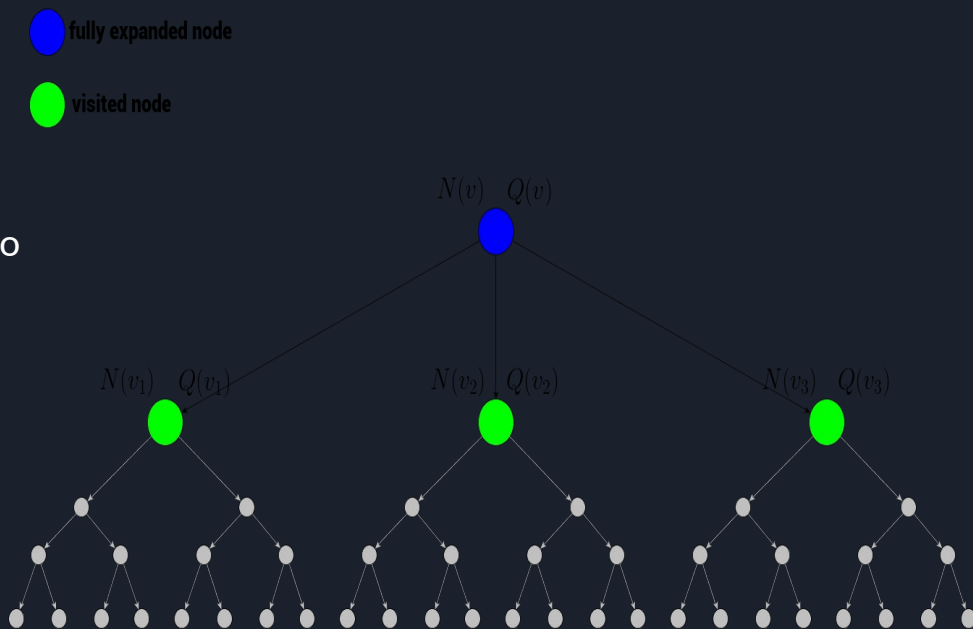 fully expanded node
visited node
N(v) Q(v)
o
N(v₁) Q(v₁) N(v₂) Q(v₂) N(v₃) Q(v₃)